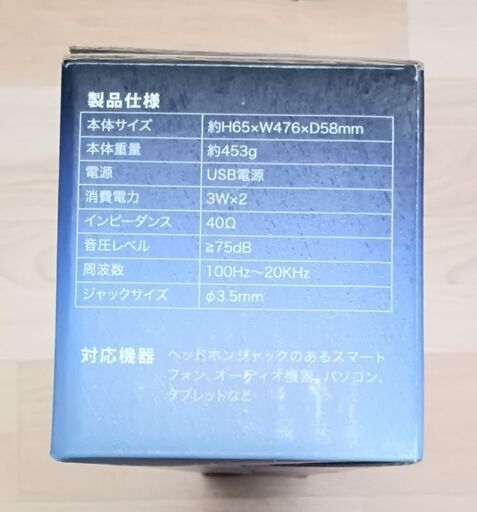 製品仕様
本体サイズ 約H65×W476×D58mm
本体重量 約453g
電源 USB電源
消費電力 3W×2
インピーダンス 40Ω
音圧レベル ≧75dB
周波数 100Hz～20KHz
ジャックサイズ φ3.5mm
対応機器 ヘッドホンジャックのあるスマート
フォン、オーディオ機器、パソコン、
タブレットなど